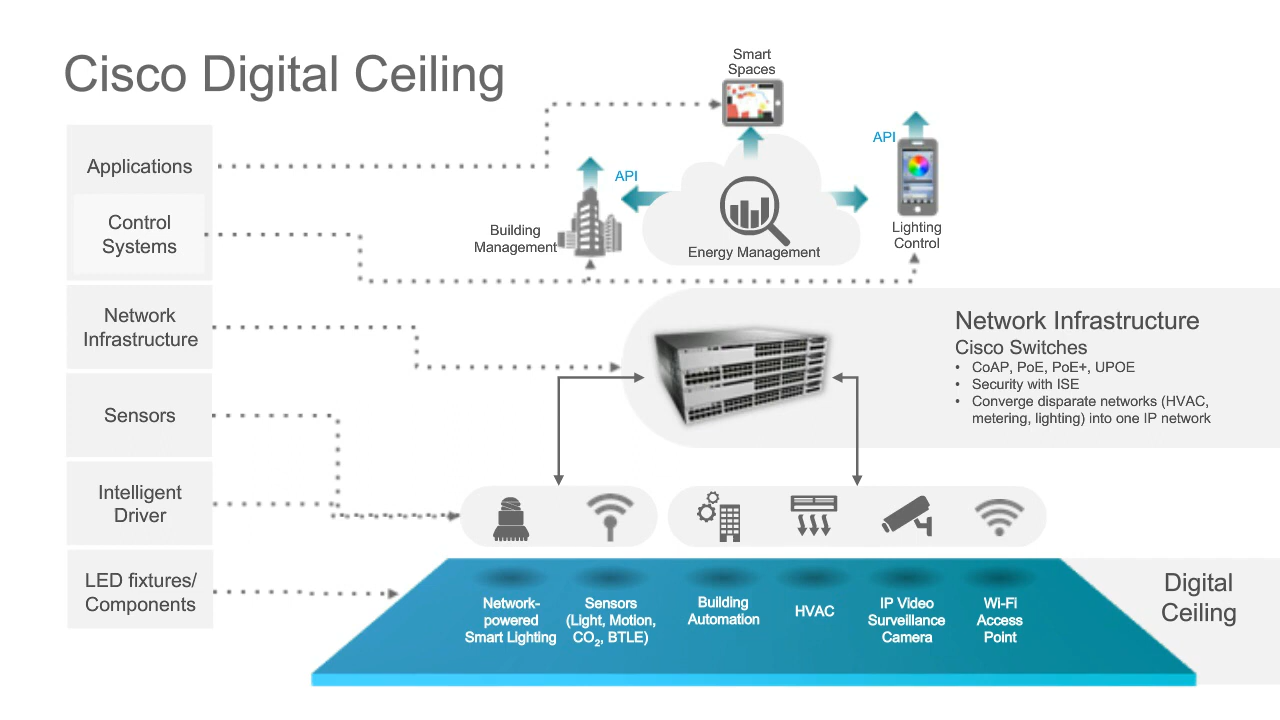 Cisco Digital Ceiling
Applications
Control
Systems
Network
Infrastructure
Sensors
Intelligent
Driver
LED fixtures/
Components
Smart
Spaces
API
API
Building
Management
Energy Management
Lighting
Control
Network Infrastructure
Cisco Switches
• CoAP, PoE, PoE+, UPOE
• Security with ISE
• Converge disparate networks (HVAC,
metering, lighting) into one IP network
Network-
powered
Smart Lighting
Sensors
(Light, Motion,
CO₂, BTLE)
Building
Automation
HVAC
IP Video
Surveillance
Camera
Wi-Fi
Access
Point
Digital
Ceiling